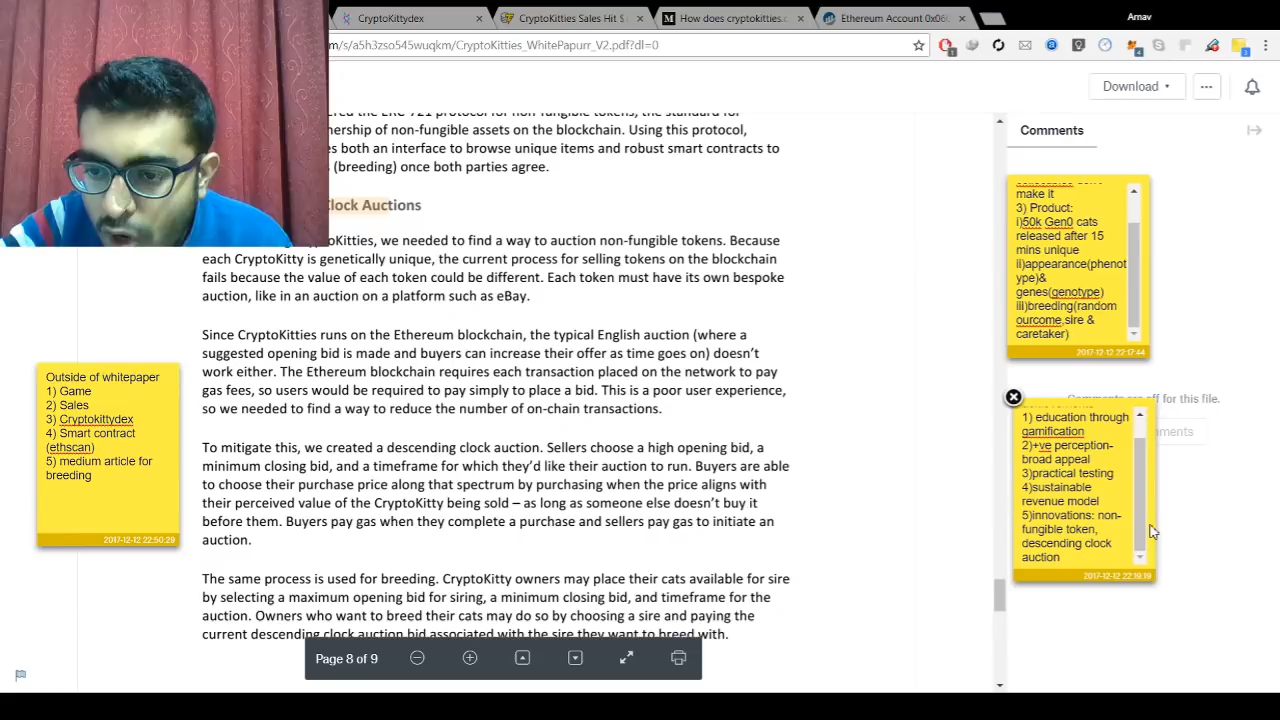 CryptoKittydex
CryptoKitties Sales Hit $
How does cryptokitties.c
Ethereum Account 0x06
Arnav
/s/a5h3zso545wuqkm/CryptoKitties_WhitePapurr_V2.pdf?dl=0
Download
Comments
nership of non-fungible assets on the blockchain. Using this protocol,
es both an interface to browse unique items and robust smart contracts to
s (breeding) once both parties agree.
Clock Auctions
ptoKitties, we needed to find a way to auction non-fungible tokens. Because
each CryptoKitty is genetically unique, the current process for selling tokens on the blockchain
fails because the value of each token could be different. Each token must have its own bespoke
auction, like in an auction on a platform such as eBay.
Since CryptoKitties runs on the Ethereum blockchain, the typical English auction (where a
suggested opening bid is made and buyers can increase their offer as time goes on) doesn't
work either. The Ethereum blockchain requires each transaction placed on the network to pay
gas fees, so users would be required to pay simply to place a bid. This is a poor user experience,
so we needed to find a way to reduce the number of on-chain transactions.
To mitigate this, we created a descending clock auction. Sellers choose a high opening bid, a
minimum closing bid, and a timeframe for which they'd like their auction to run. Buyers are able
to choose their purchase price along that spectrum by purchasing when the price aligns with
their perceived value of the CryptoKitty being sold – as long as someone else doesn't buy it
before them. Buyers pay gas when they complete a purchase and sellers pay gas to initiate an
auction.
The same process is used for breeding. CryptoKitty owners may place their cats available for sire
by selecting a maximum opening bid for siring, a minimum closing bid, and timeframe for the
auction. Owners who want to breed their cats may do so by choosing a sire and paying the
current descending clock auction bid associated with the sire they want to breed with.
Page 8 of 9
Outside of whitepaper
1) Game
2) Sales
3) Cryptokittydex
4) Smart contract
(ethscan)
5) medium article for
breeding
2017-12-12 22:50:29
make it
3) Product:
i)50k Gen0 cats
released after 15
mins unique
ii)appearance(phenot
ype)&
genes(genotype)
iii)breeding(random
ourcome,sire &
caretaker)
2017-12-12 22:17:44
Comments are off for this file.
1) education through
gamification
2)+ve perception-
broad appeal
3)practical testing
4)sustainable
revenue model
5)innovations: non-
fungible token,
descending clock
auction
2017-12-12 22:19:19